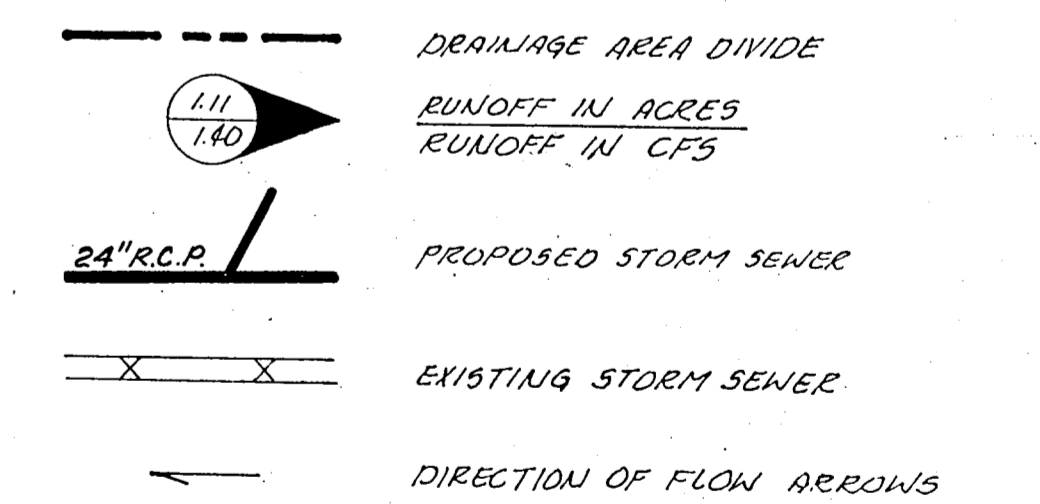 DRAINAGE AREA DIVIDE
1.11
1.40
RUNOFF IN ACRES
RUNOFF IN CFS
24" R.C.P.
PROPOSED STORM SEWER
EXISTING STORM SEWER
DIRECTION OF FLOW ARROWS